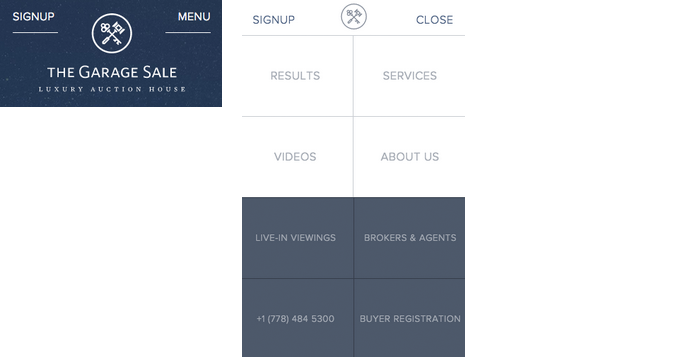 SIGNUP
MENU
THE GARAGE SALE
LUXURY AUCTION HOUSE
SIGNUP
CLOSE
RESULTS
SERVICES
VIDEOS
ABOUT US
LIVE-IN VIEWINGS
BROKERS & AGENTS
+1 (778) 484 5300
BUYER REGISTRATION